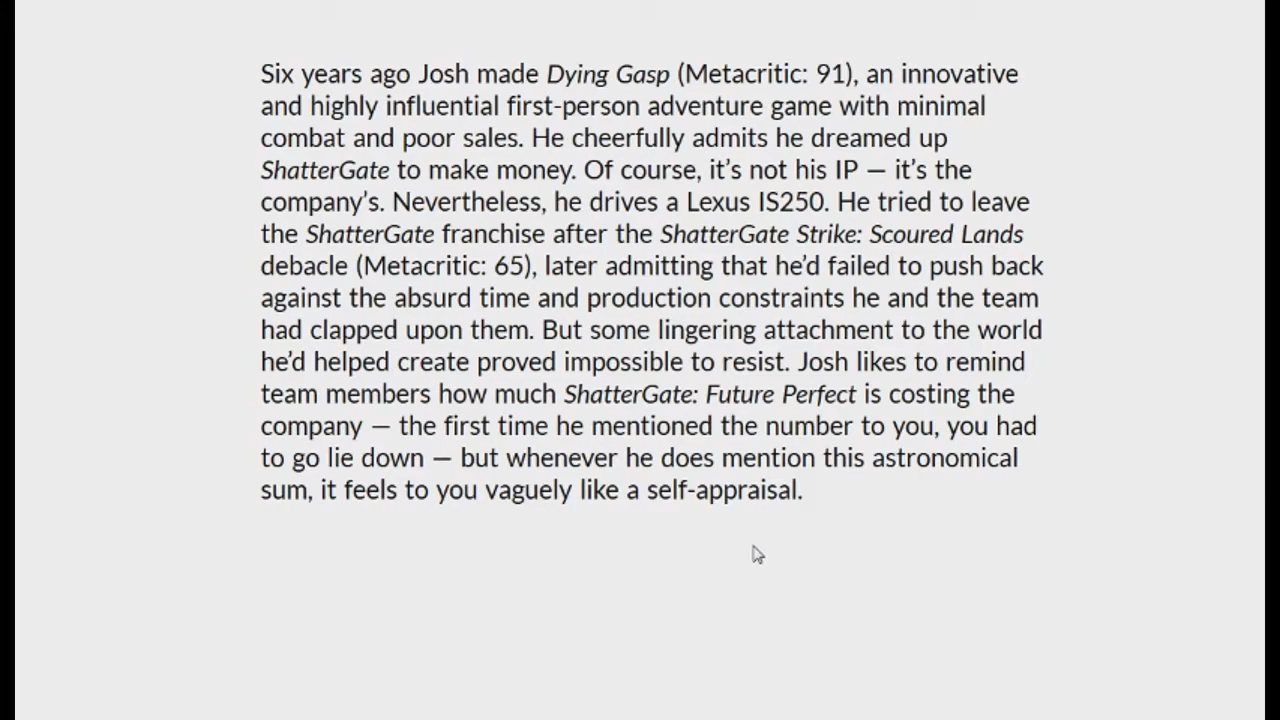 Six years ago Josh made Dying Gasp (Metacritic: 91), an innovative
and highly influential first-person adventure game with minimal
combat and poor sales. He cheerfully admits he dreamed up
ShatterGate to make money. Of course, it’s not his IP — it’s the
company’s. Nevertheless, he drives a Lexus IS250. He tried to leave
the ShatterGate franchise after the ShatterGate Strike: Scoured Lands
debacle (Metacritic: 65), later admitting that he’d failed to push back
against the absurd time and production constraints he and the team
had clapped upon them. But some lingering attachment to the world
he’d helped create proved impossible to resist. Josh likes to remind
team members how much ShatterGate: Future Perfect is costing the
company — the first time he mentioned the number to you, you had
to go lie down — but whenever he does mention this astronomical
sum, it feels to you vaguely like a self-appraisal.